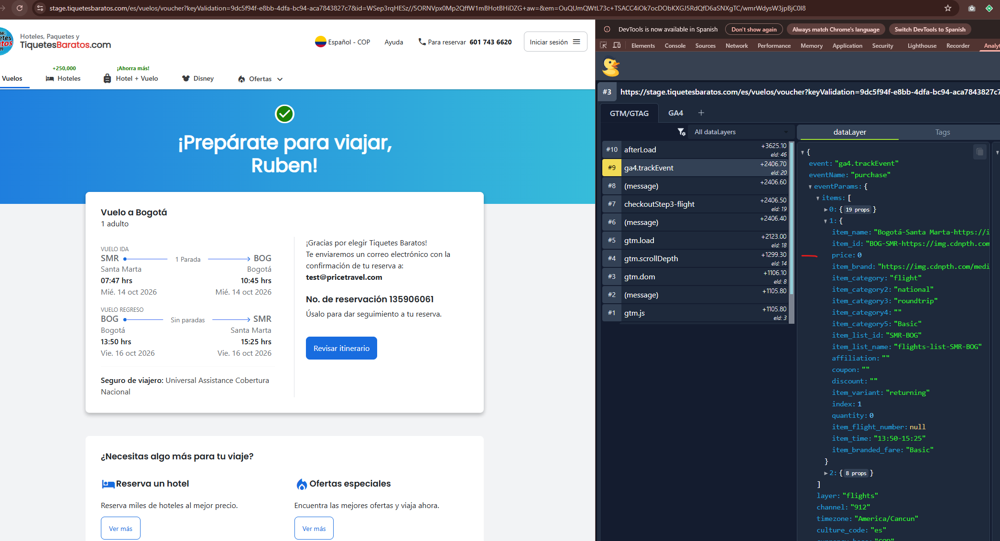 stage.tiquetesbaratos.com/es/vuelos/voucher?keyValidation=9dc5f94f-e8bb-4dfa-bc94-aca7843827c7&id=WSep3rqHESz//5ORNVpx0Mp2QffW1mBHotBHiDZG+aw=&em=OuQUmQWtL73c+TSACC4iOk7ocDObKXGJ5RdQfD6aSNXgTC/wmrWdysW3jpBjC0I8
Hoteles, Paquetes y
TiquetesBaratos.com
Español - COP
Ayuda
Para reservar 601 743 6620
Iniciar sesión
Vuelos
+250,000
Hoteles
¡Ahorra más!
Hotel + Vuelo
Disney
Ofertas
¡Prepárate para viajar,
Ruben!
Vuelo a Bogotá
1 adulto
VUELO IDA
SMR 1 Parada BOG
Santa Marta Bogotá
07:47 hrs 10:45 hrs
Mié. 14 oct 2026 Mié. 14 oct 2026
VUELO REGRESO
BOG Sin paradas SMR
Bogotá Santa Marta
13:50 hrs 15:25 hrs
Vie. 16 oct 2026 Vie. 16 oct 2026
Seguro de viajero: Universal Assistance Cobertura
Nacional
¡Gracias por elegir Tiquetes Baratos!
Te enviaremos un correo electrónico con la
confirmación de tu reserva a:
test@pricetravel.com
No. de reservación 135906061
Úsalo para dar seguimiento a tu reserva.
Revisar itinerario
¿Necesitas algo más para tu viaje?
Reserva un hotel
Reserva miles de hoteles al mejor precio.
Ver más
Ofertas especiales
Encuentra las mejores ofertas y viaja ahora.
Ver más
DevTools is now available in Spanish
Don't show again
Always match Chrome's language
Switch DevTools to Spanish
Elements Console Sources Network Performance Memory Application Security Lighthouse Recorder Analyt
#3 https://stage.tiquetesbaratos.com/es/vuelos/voucher?keyValidation=9dc5f94f-e8bb-4dfa-bc94-aca7843827c7
GTM/GTAG GA4 +
All dataLayers
#10 afterLoad +3625.10
eId: 46
#9 ga4.trackEvent +2406.70
eId: 20
#8 (message) +2406.60
#7 checkoutStep3-flight +2406.50
eId: 19
#6 (message) +2406.40
#5 gtm.load +2123.00
eId: 18
#4 gtm.scrollDepth +1299.30
eId: 14
#3 gtm.dom +1106.10
eId: 8
#2 (message) +1105.80
#1 gtm.js +1105.80
eId: 3
dataLayer Tags
{
event: "ga4.trackEvent"
eventName: "purchase"
eventParams: {
items: [
0: { 19 props }
1: {
item_name: "Bogotá-Santa Marta-https://i
item_id: "BOG-SMR-https://img.cdnpth.com
price: 0
item_brand: "https://img.cdnpth.com/medi
item_category: "flight"
item_category2: "national"
item_category3: "roundtrip"
item_category4: ""
item_category5: "Basic"
item_list_id: "SMR-BOG"
item_list_name: "flights-list-SMR-BOG"
affiliation: ""
coupon: ""
discount: ""
item_variant: "returning"
index: 1
quantity: 0
item_flight_number: null
item_time: "13:50-15:25"
item_branded_fare: "Basic"
}
2: { 8 props }
]
layer: "flights"
channel: "912"
timezone: "America/Cancun"
culture_code: "es"